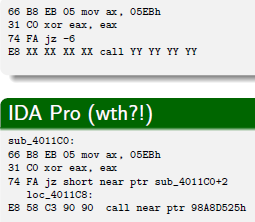 66 B8 EB 05 mov ax, 05EBh
31 C0 xor eax, eax
74 FA jz -6
E8 XX XX XX XX call YY YY YY YY
IDA Pro (wth?!)
sub_4011C0:
66 B8 EB 05 mov ax, 05EBh
31 C0 xor eax, eax
74 FA jz short near ptr sub_4011C0+2
loc_4011C8:
E8 58 C3 90 90 call near ptr 98A8D525h